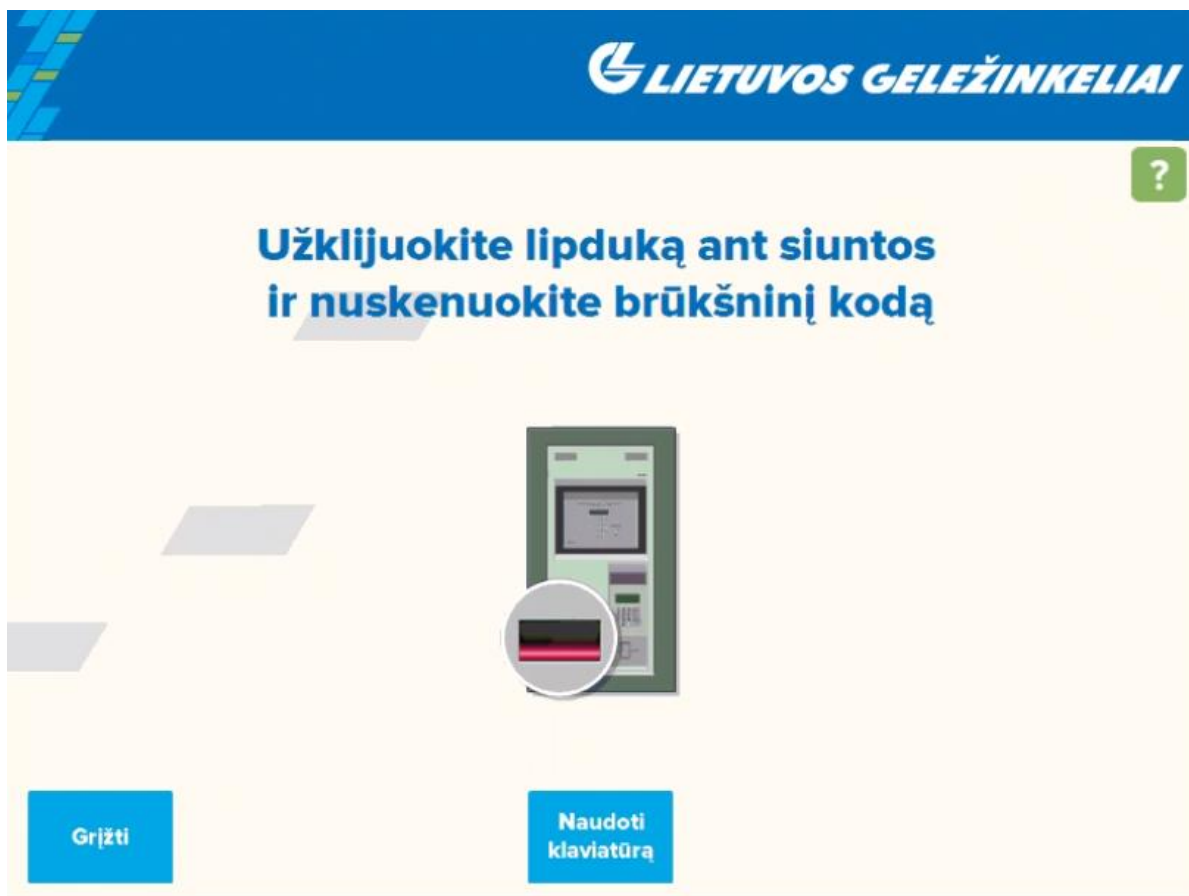 LIETUVOS GELEŽINKELIAI
?
Užklijuokite lipduką ant siuntos
ir nuskenuokite brūkšninį kodą
Grįžti
Naudoti
klaviatūrą